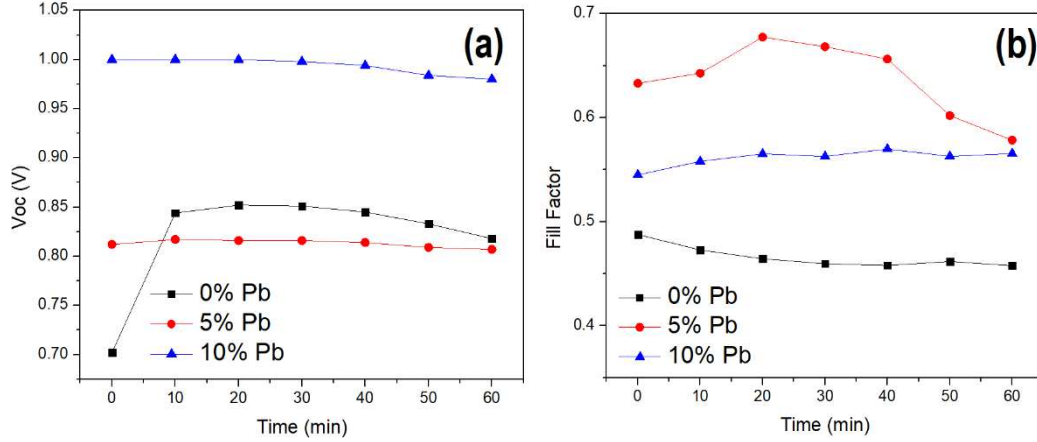 (a)
1.05
1.00
0.95
0.90
0.85
0.80
0.75
0.70
Voc (V)
0% Pb
5% Pb
10% Pb
0 10 20 30 40 50 60
Time (min)
(b)
0.7
0.6
0.5
0.4
Fill Factor
0% Pb
5% Pb
10% Pb
0 10 20 30 40 50 60
Time (min)